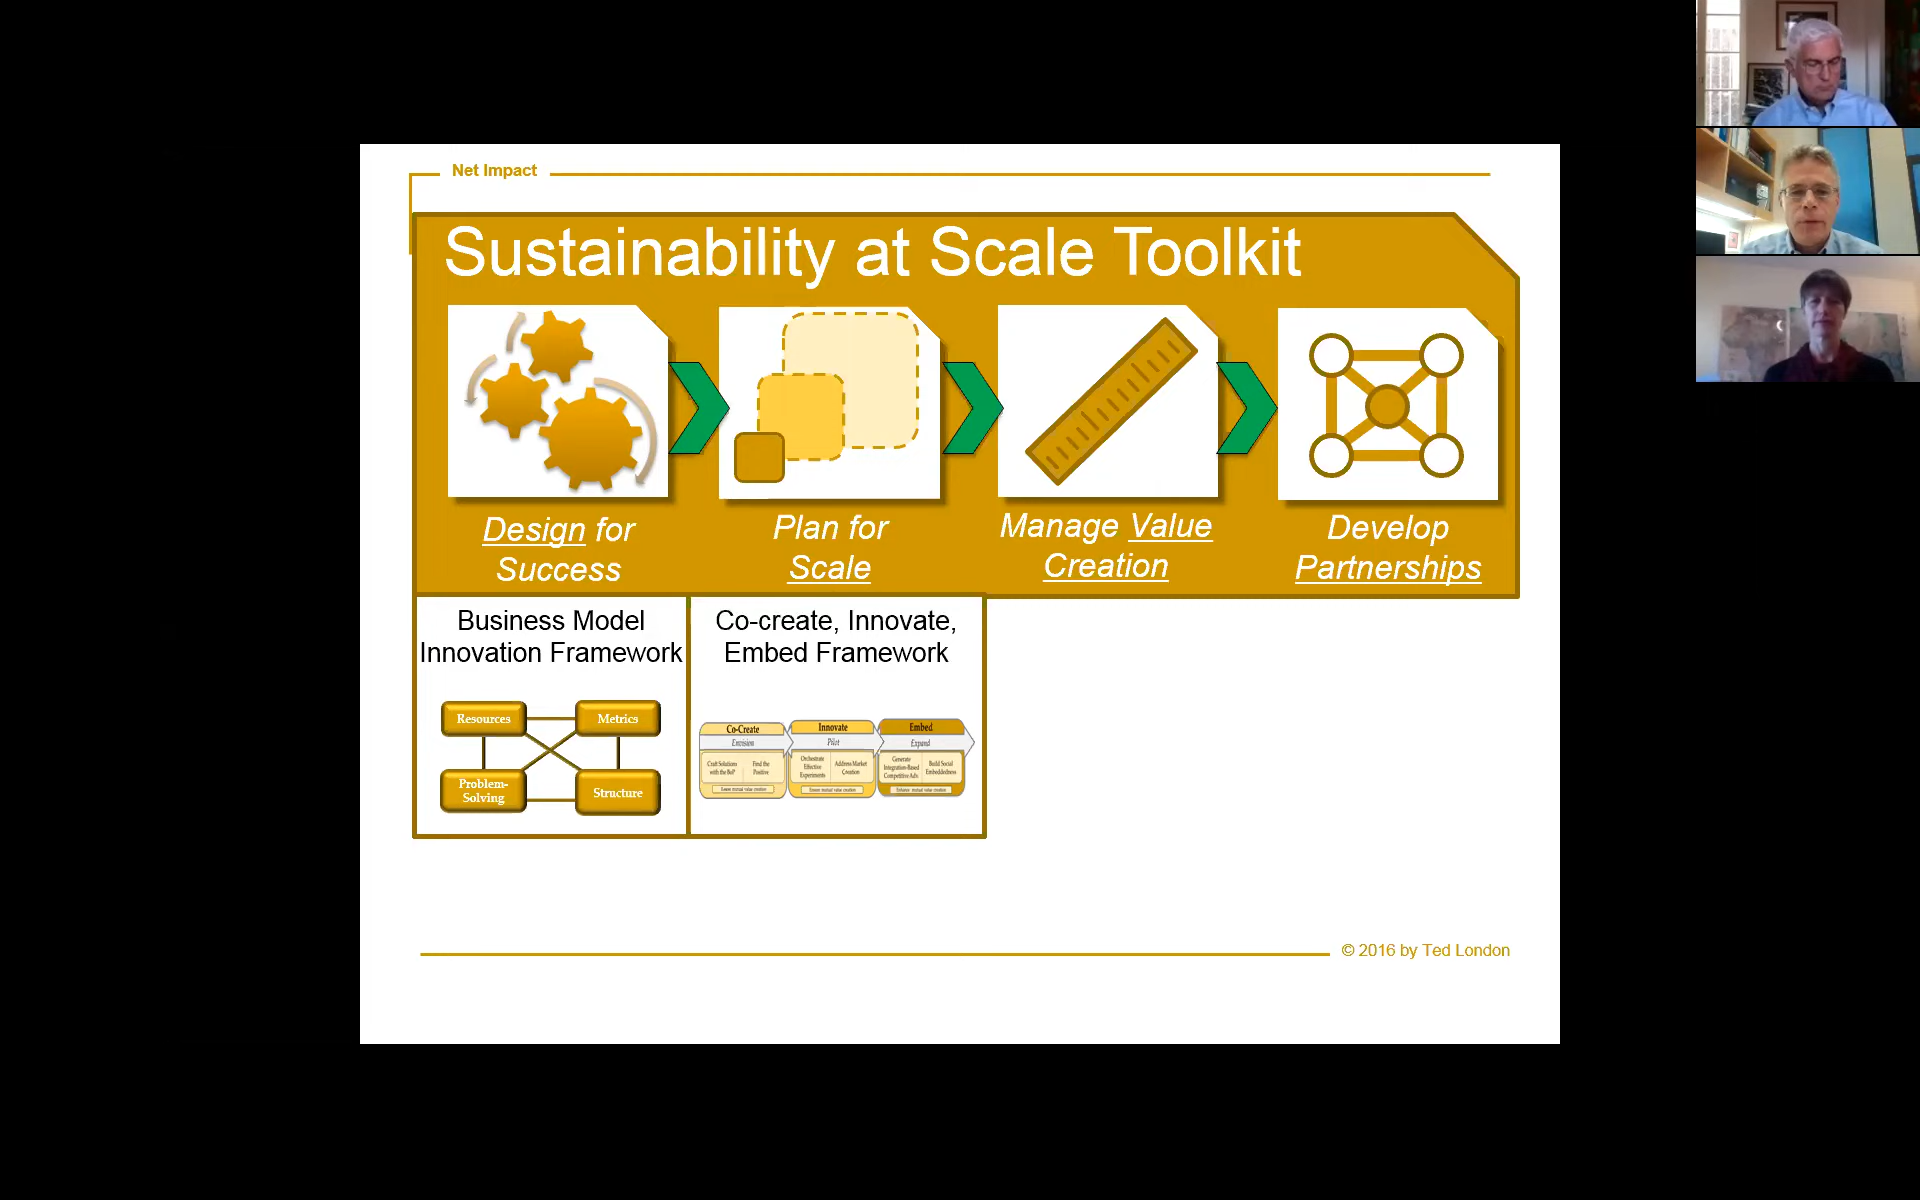 Net Impact
Sustainability at Scale Toolkit
Design for
Success
Plan for
Scale
Manage Value
Creation
Develop
Partnerships
Business Model
Innovation Framework
Resources
Metrics
Problem-
Solving
Structure
Co-create, Innovate,
Embed Framework
Co-Create
Envision
Craft Solutions
with the BoP
Find the
Positive
Ensure mutual value creation
Innovate
Pilot
Orchestrate
Effective
Experiments
Address Market
Creation
Ensure mutual value creation
Embed
Expand
Generate
Integration-Based
Competitive Adv.
Build Social
Embeddedness
Enhance mutual value creation
© 2016 by Ted London